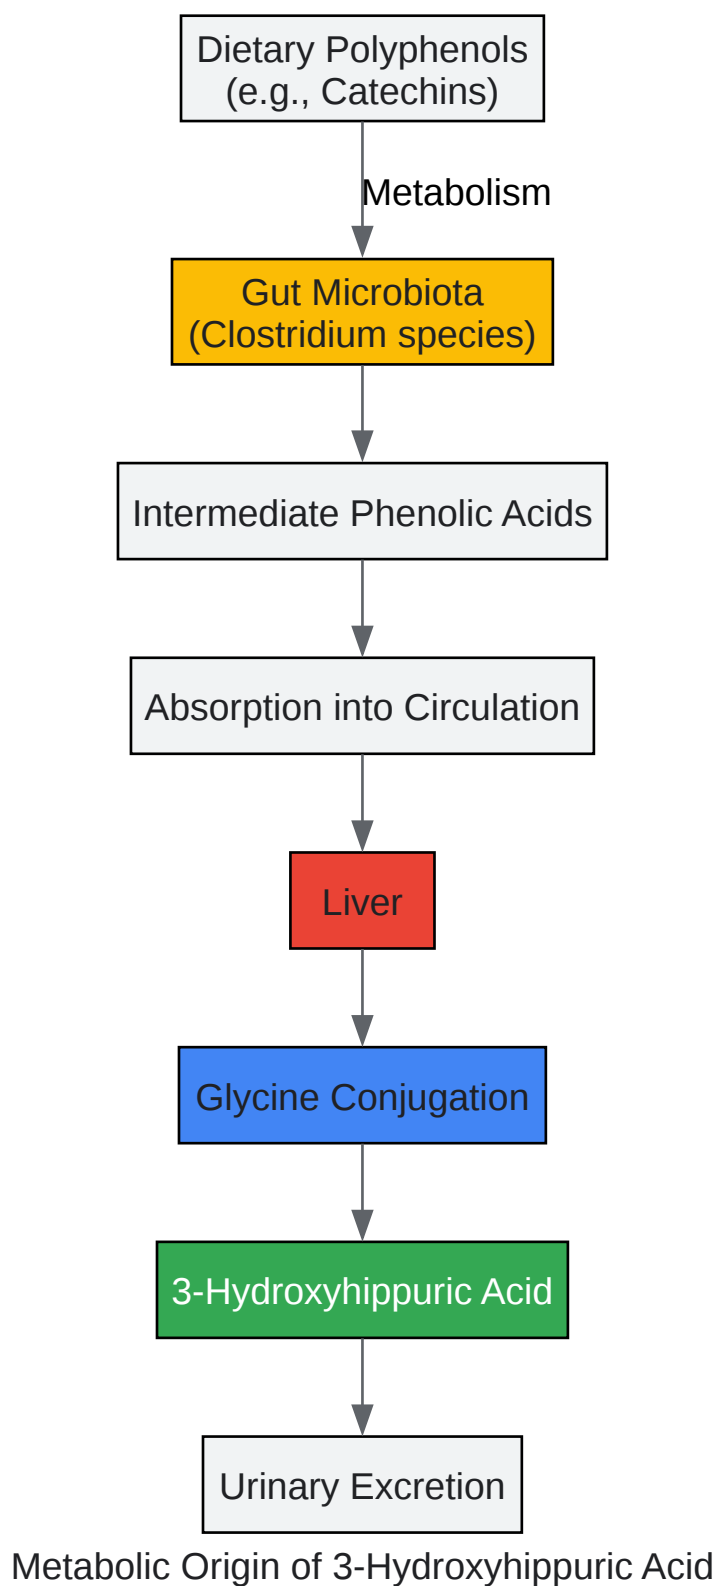 Dietary Polyphenols
(e.g., Catechins)
Metabolism
Gut Microbiota
(Clostridium species)
Intermediate Phenolic Acids
Absorption into Circulation
Liver
Glycine Conjugation
3-Hydroxyhippuric Acid
Urinary Excretion
Metabolic Origin of 3-Hydroxyhippuric Acid